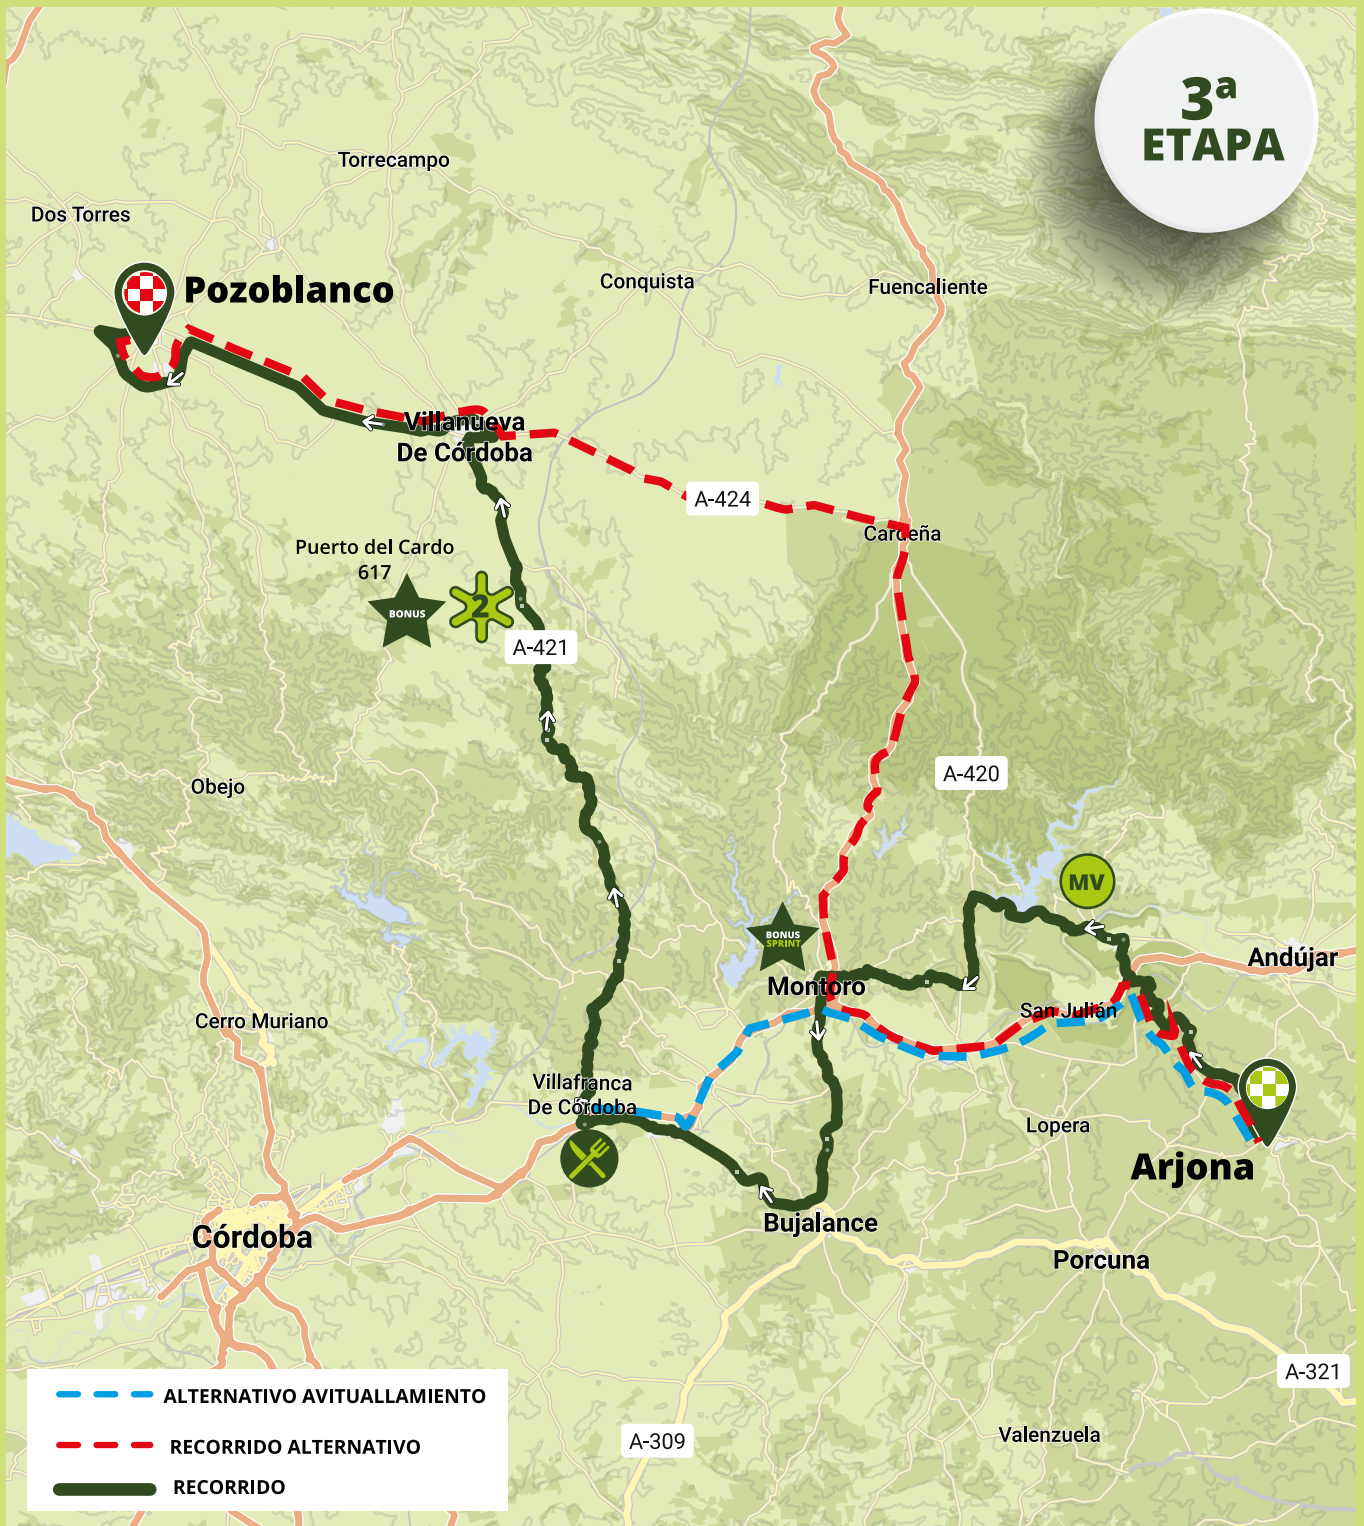 3ª
ETAPA
Torrecampo
Dos Torres
Pozoblanco
Conquista
Fuencaliente
Villanueva
De Córdoba
A-424
Cardeña
Puerto del Cardo
617
BONUS
2
A-421
A-420
Obejo
MV
BONUS
SPRINT
Andújar
Montoro
San Julián
Cerro Muriano
Villafranca
De Córdoba
Lopera
Arjona
Bujalance
Córdoba
Porcuna
A-321
ALTERNATIVO AVITUALLAMIENTO
RECORRIDO ALTERNATIVO
RECORRIDO
A-309
Valenzuela